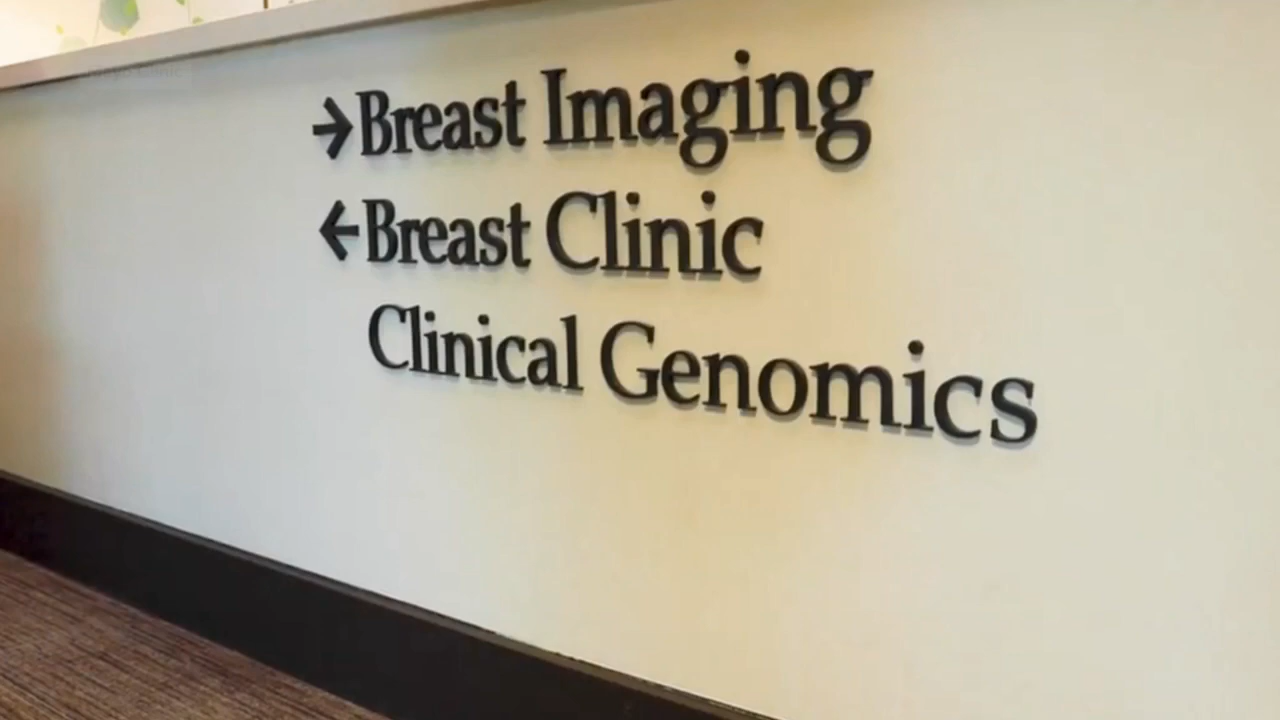 →Breast Imaging
←Breast Clinic
Clinical Genomics